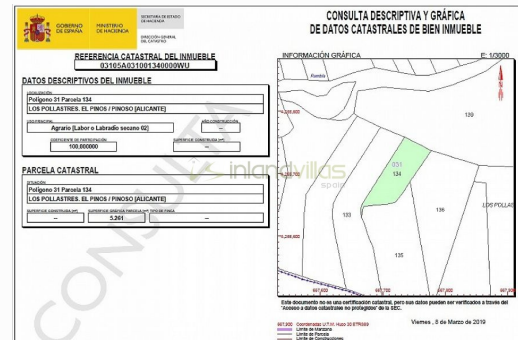 GOBIERNO
DE ESPAÑA
MINISTERIO
DE HACIENDA
SECRETARÍA DE ESTADO
DE HACIENDA
DIRECCIÓN GENERAL
DEL CATASTRO
CONSULTA DESCRIPTIVA Y GRÁFICA
DE DATOS CATASTRALES DE BIEN INMUEBLE
REFERENCIA CATASTRAL DEL INMUEBLE
03105A031001340000WU
DATOS DESCRIPTIVOS DEL INMUEBLE
LOCALIZACIÓN
Polígono 31 Parcela 134
LOS POLLASTRES. EL PINOS / PINOSO [ALICANTE]
USO PRINCIPAL
AÑO CONSTRUCCIÓN
Agrario [Labor o Labradío secano 02]
--
COEFICIENTE DE PARTICIPACIÓN
SUPERFICIE CONSTRUIDA [m²]
100,000000
--
PARCELA CATASTRAL
SITUACIÓN
Polígono 31 Parcela 134
LOS POLLASTRES. EL PINOS / PINOSO [ALICANTE]
SUPERFICIE CONSTRUIDA [m²]
SUPERFICIE GRÁFICA PARCELA [m²]
TIPO DE FINCA
--
5.261
--
CONSULTA
inlandvillas
spain
INFORMACIÓN GRÁFICA
E: 1/3000
Rambla
139
134
133
136
135
LOS POLLAS
Este documento no es una certificación catastral, pero sus datos pueden ser verificados a través del
"Acceso a datos catastrales no protegidos" de la SEC.
Coordenadas U.T.M. Huso 30 ETRS89
Límite de Manzana
Límite de Parcela
Límite de Construcciones
Viernes , 8 de Marzo de 2019